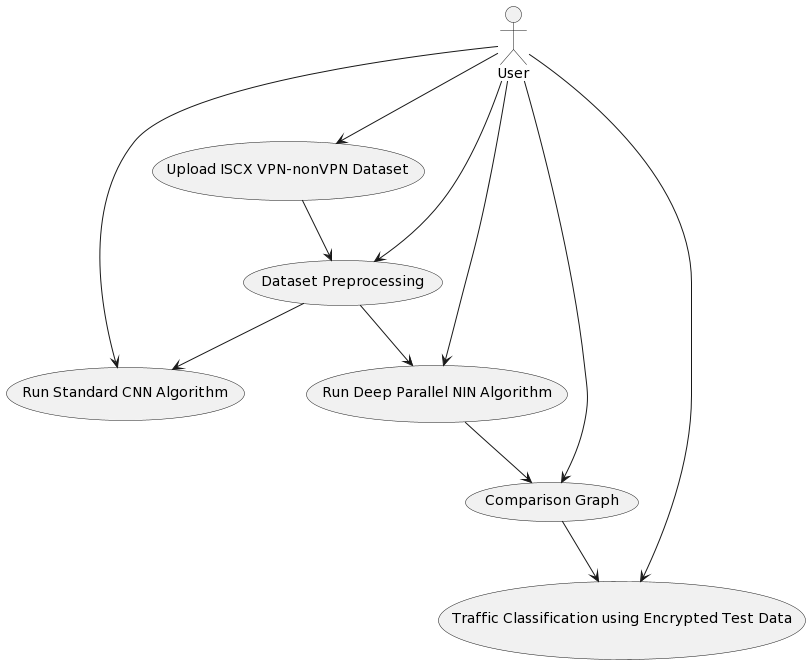 User
Upload ISCX VPN-nonVPN Dataset
Dataset Preprocessing
Run Standard CNN Algorithm
Run Deep Parallel NIN Algorithm
Comparison Graph
Traffic Classification using Encrypted Test Data